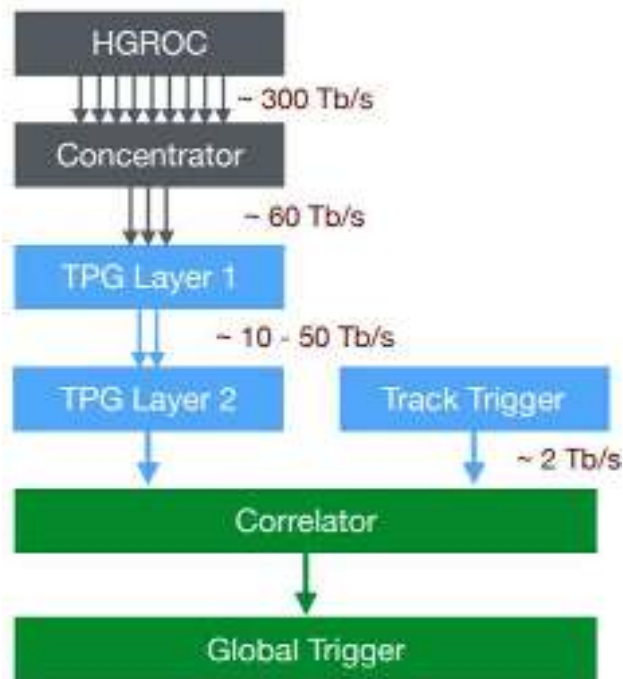 HGROC
~ 300 Tb/s
Concentrator
~ 60 Tb/s
TPG Layer 1
~ 10 - 50 Tb/s
TPG Layer 2
Track Trigger
~ 2 Tb/s
Correlator
Global Trigger